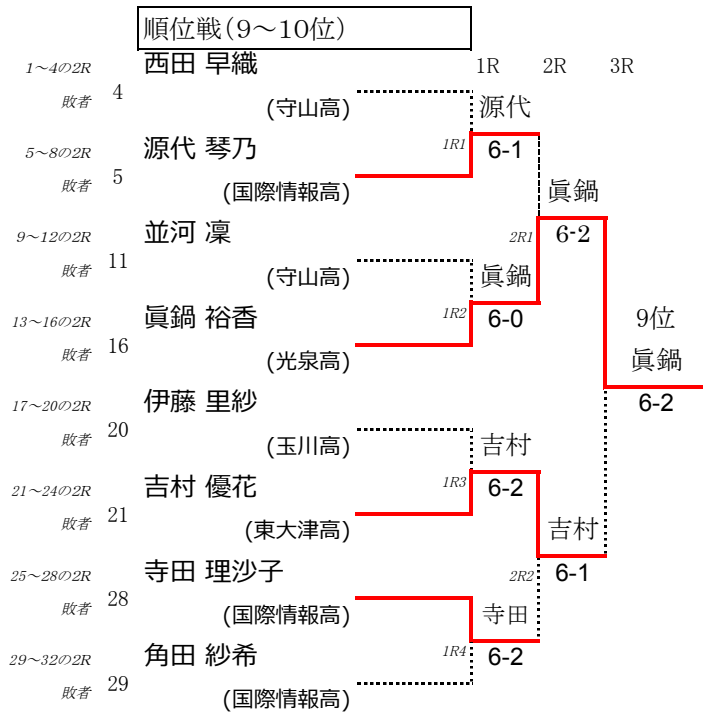 順位戦(9～10位)
1R 2R 3R
1～4の2R
敗者 4 西田 早織
(守山高)
源代
1R1 6-1
5～8の2R
敗者 5 源代 琴乃
(国際情報高)
眞鍋
2R1 6-2
9～12の2R
敗者 11 並河 凜
(守山高)
眞鍋
1R2 6-0
13～16の2R
敗者 16 眞鍋 裕香
(光泉高)
9位
眞鍋
6-2
17～20の2R
敗者 20 伊藤 里紗
(玉川高)
吉村
1R3 6-2
21～24の2R
敗者 21 吉村 優花
(東大津高)
吉村
2R2 6-1
25～28の2R
敗者 28 寺田 理沙子
(国際情報高)
寺田
1R4 6-2
29～32の2R
敗者 29 角田 紗希
(国際情報高)